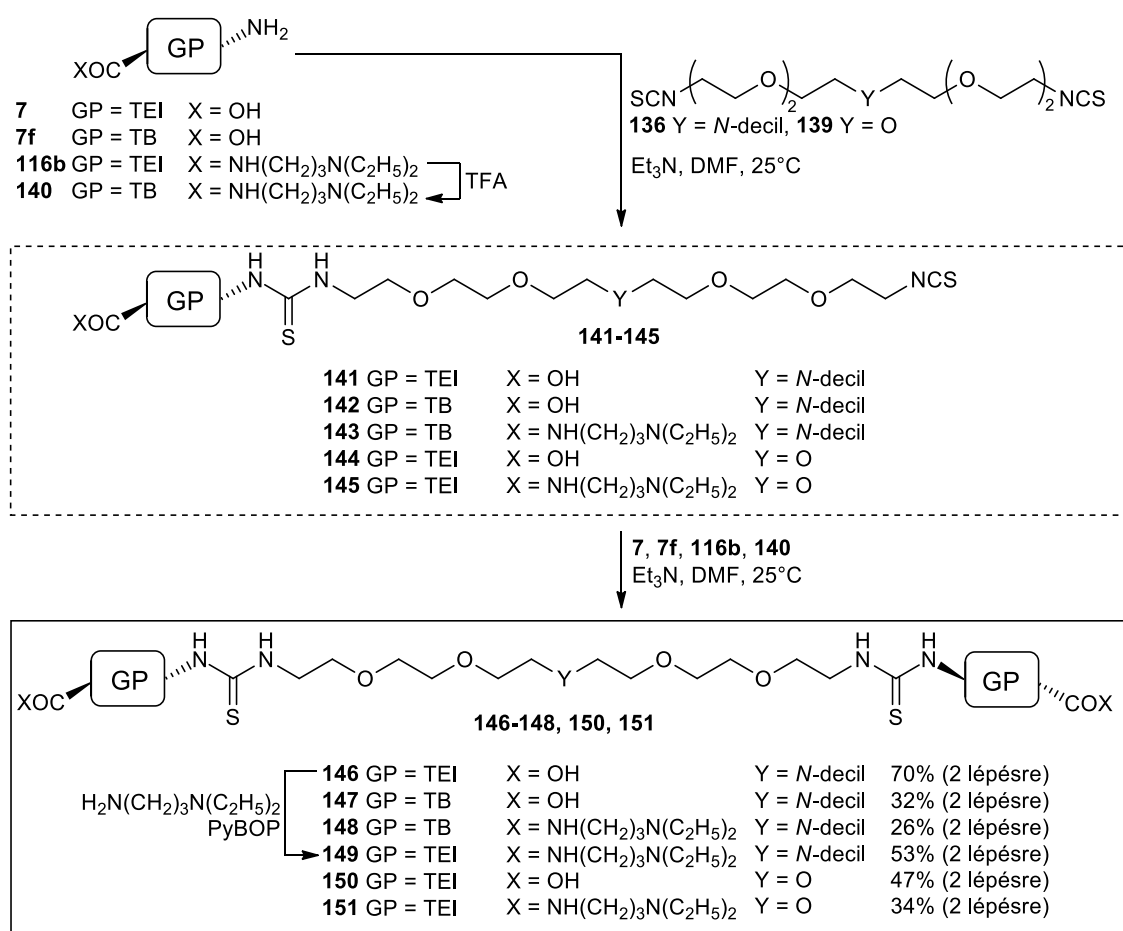 GP NH₂
XOC
7 GP = TEI X = OH
7f GP = TB X = OH
116b GP = TEI X = NH(CH₂)₃N(C₂H₅)₂
140 GP = TB X = NH(CH₂)₃N(C₂H₅)₂
TFA
SCN O 2 Y O 2 NCS
136 Y = N-decil, 139 Y = O
Et₃N, DMF, 25°C
XOC GP H N S H N O O Y O O NCS
141-145
141 GP = TEI X = OH Y = N-decil
142 GP = TB X = OH Y = N-decil
143 GP = TB X = NH(CH₂)₃N(C₂H₅)₂ Y = N-decil
144 GP = TEI X = OH Y = O
145 GP = TEI X = NH(CH₂)₃N(C₂H₅)₂ Y = O
7, 7f, 116b, 140
Et₃N, DMF, 25°C
XOC GP H N S H N O O Y O O H N S H N GP COX
146-148, 150, 151
146 GP = TEI X = OH Y = N-decil 70% (2 lépésre)
147 GP = TB X = OH Y = N-decil 32% (2 lépésre)
148 GP = TB X = NH(CH₂)₃N(C₂H₅)₂ Y = N-decil 26% (2 lépésre)
149 GP = TEI X = NH(CH₂)₃N(C₂H₅)₂ Y = N-decil 53% (2 lépésre)
150 GP = TEI X = OH Y = O 47% (2 lépésre)
151 GP = TEI X = NH(CH₂)₃N(C₂H₅)₂ Y = O 34% (2 lépésre)
H₂N(CH₂)₃N(C₂H₅)₂
PyBOP